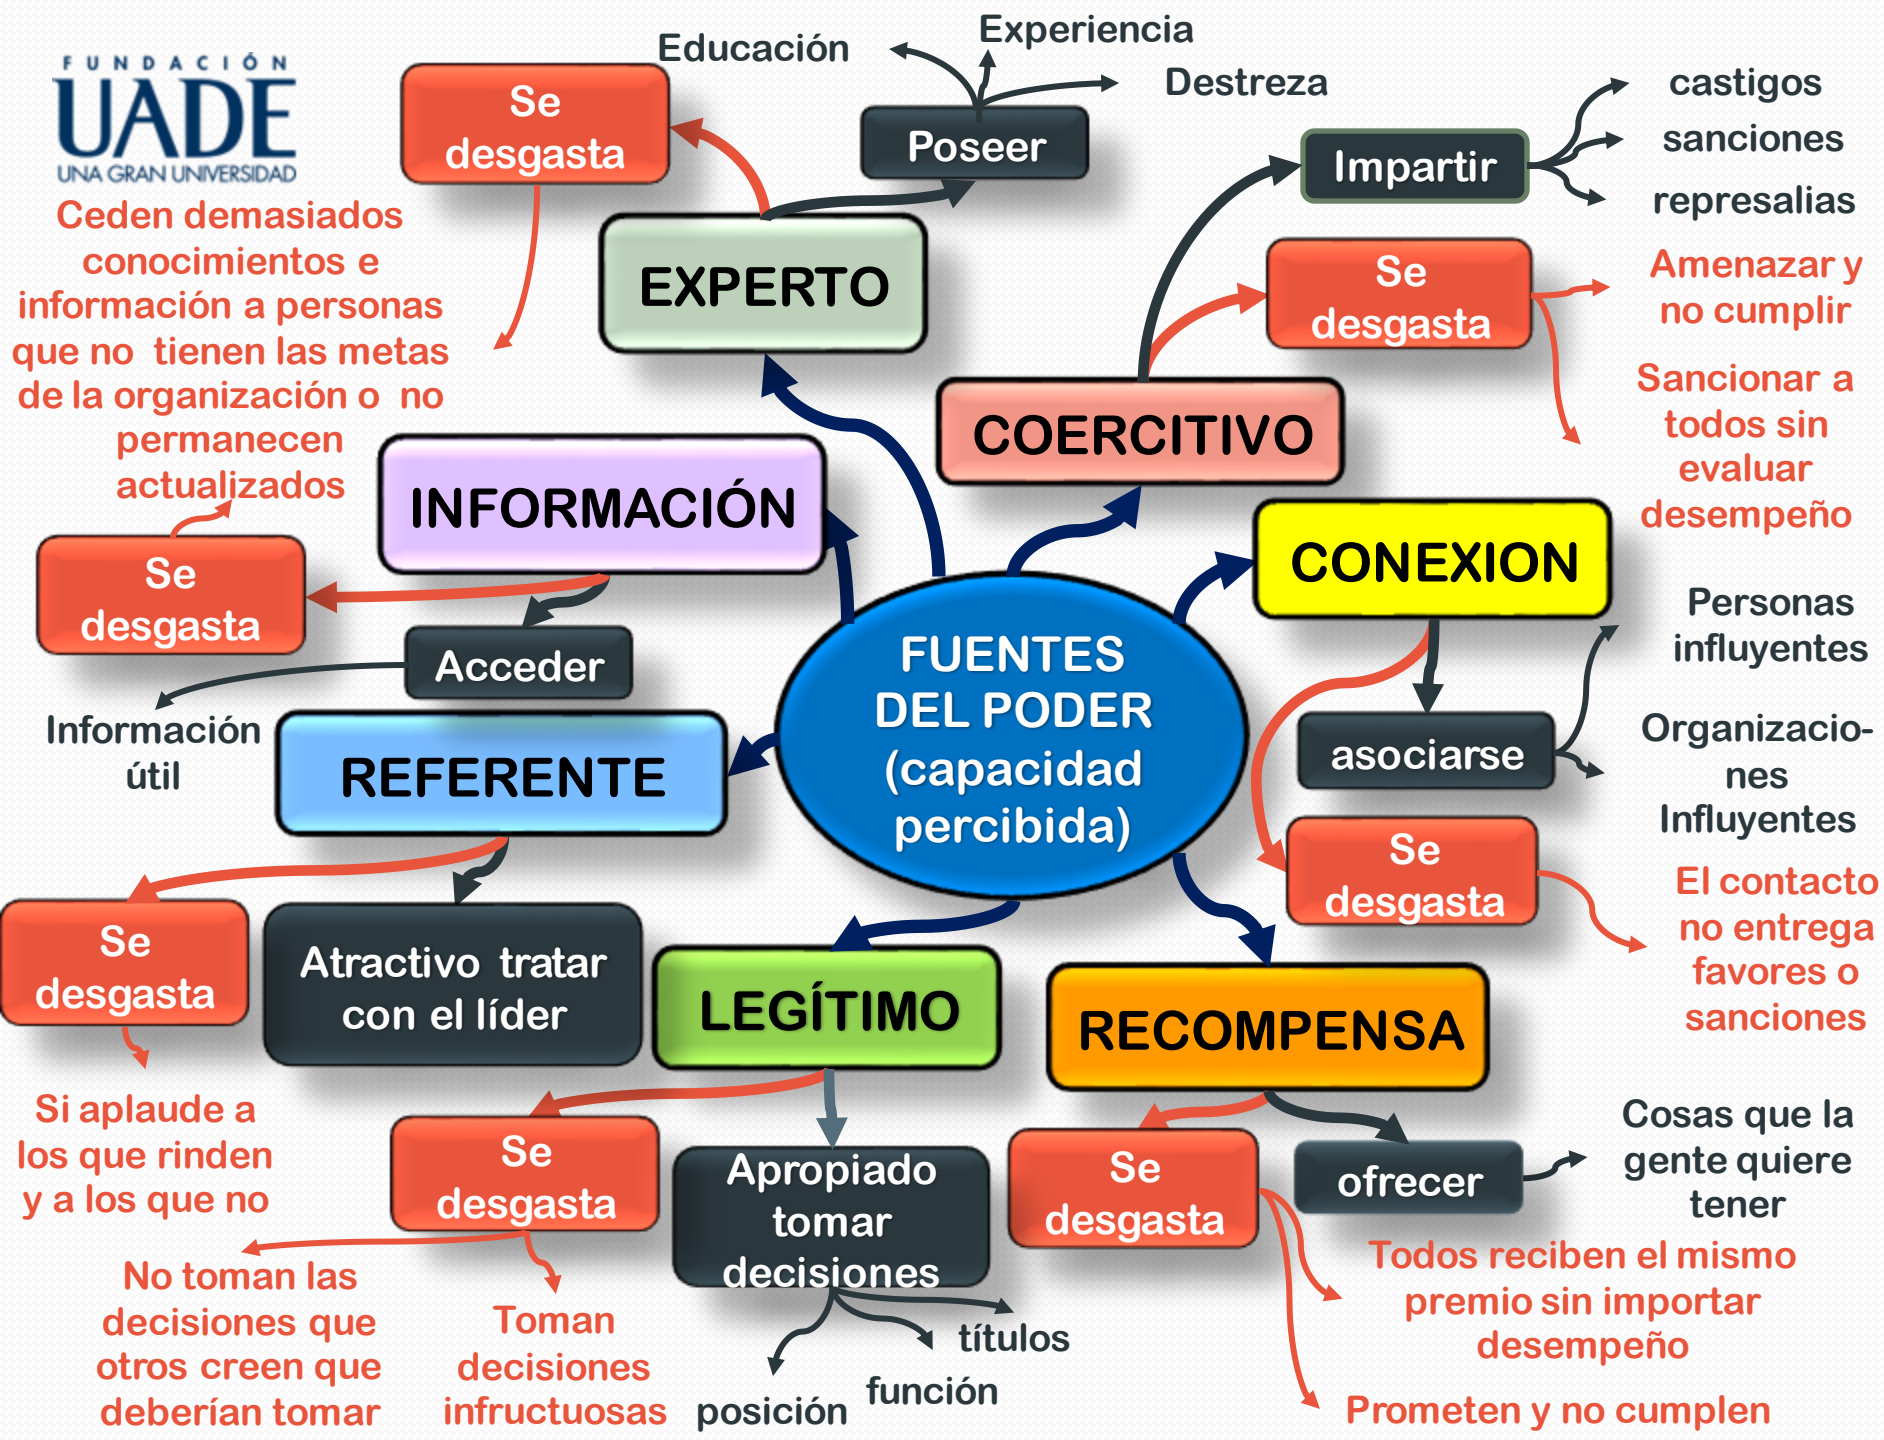 FUNDACIÓN
UADE
UNA GRAN UNIVERSIDAD
Educación
Experiencia
Destreza
Poseer
Se
desgasta
EXPERTO
Ceden demasiados
conocimientos e
información a personas
que no tienen las metas
de la organización o no
permanecen
actualizados
castigos
sanciones
represalias
Impartir
Se
desgasta
Amenazar y
no cumplir
Sancionar a
todos sin
evaluar
desempeño
COERCITIVO
INFORMACIÓN
Se
desgasta
Acceder
Información
útil
CONEXION
Personas
influyentes
asociarse
Organizacio-
nes
Influyentes
Se
desgasta
El contacto
no entrega
favores o
sanciones
FUENTES
DEL PODER
(capacidad
percibida)
REFERENTE
Se
desgasta
Atractivo tratar
con el líder
Si aplaude a
los que rinden
y a los que no
LEGÍTIMO
Se
desgasta
Apropiado
tomar
decisiones
No toman las
decisiones que
otros creen que
deberían tomar
Toman
decisiones
infructuosas
posición
función
títulos
RECOMPENSA
Se
desgasta
ofrecer
Cosas que la
gente quiere
tener
Todos reciben el mismo
premio sin importar
desempeño
Prometen y no cumplen